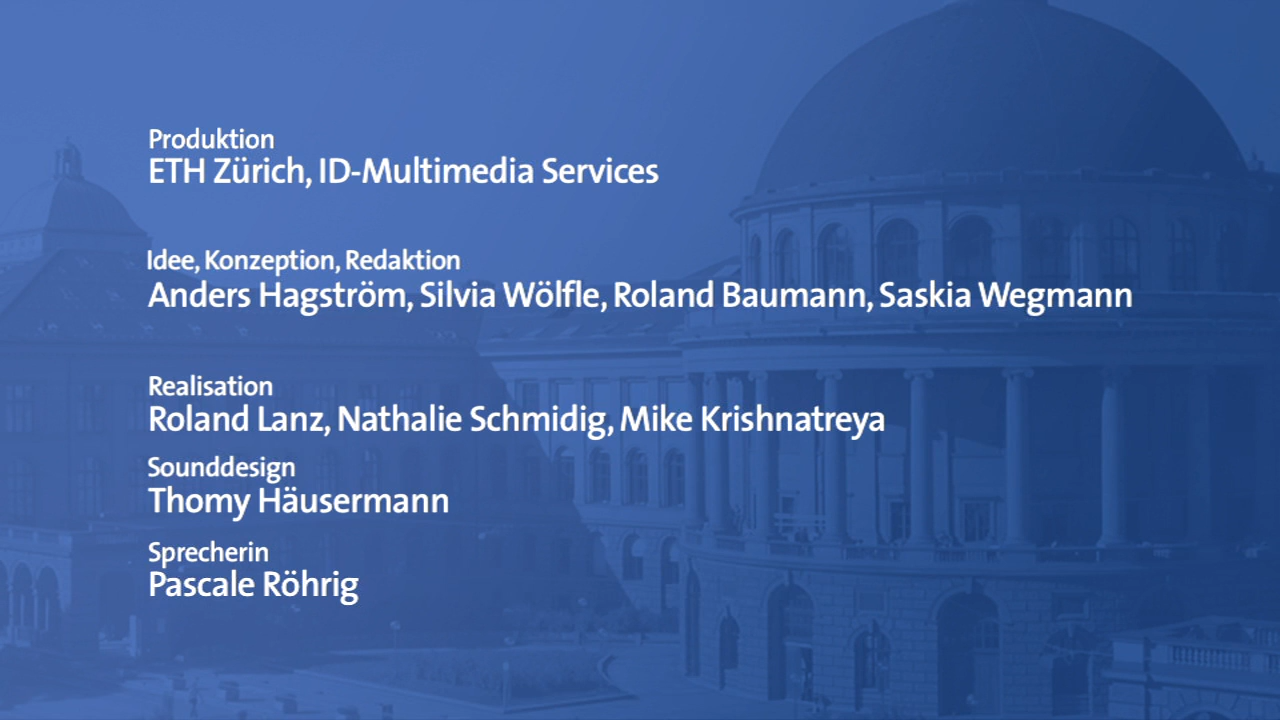 Produktion
ETH Zürich, ID-Multimedia Services
Idee, Konzeption, Redaktion
Anders Hagström, Silvia Wölfle, Roland Baumann, Saskia Wegmann
Realisation
Roland Lanz, Nathalie Schmidig, Mike Krishnatreya
Sounddesign
Thomy Häusermann
Sprecherin
Pascale Röhrig